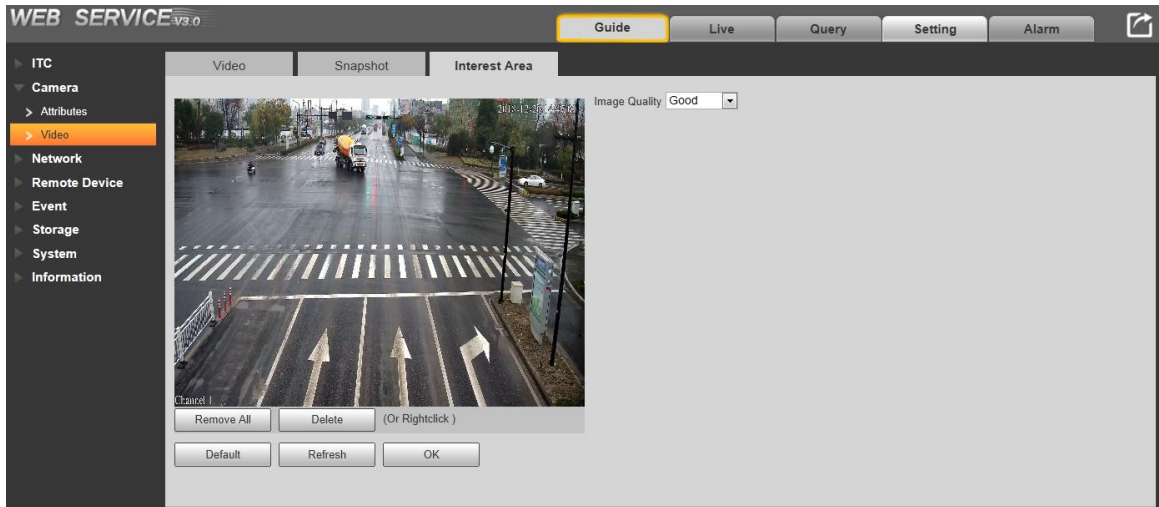 WEB SERVICE V3.0
Guide Live Query Setting Alarm
ITC
Camera
> Attributes
> Video
Network
Remote Device
Event
Storage
System
Information
Video Snapshot Interest Area
Image Quality Good
Channel 1
Remove All Delete (Or Rightclick )
Default Refresh OK